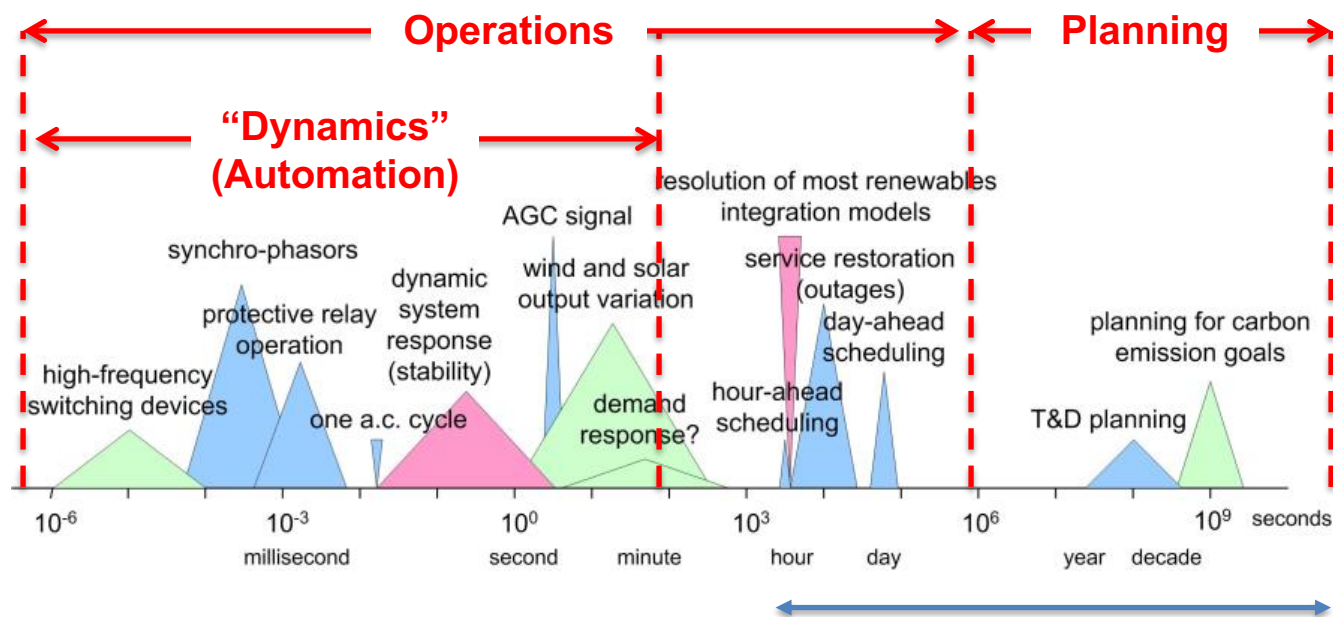 Operations
Planning
“Dynamics”
(Automation)
resolution of most renewables
integration models
AGC signal
synchro-phasors
dynamic
system
response
(stability)
wind and solar
output variation
service restoration
(outages)
day-ahead
scheduling
protective relay
operation
planning for carbon
emission goals
high-frequency
switching devices
one a.c. cycle
demand
response?
hour-ahead
scheduling
T&D planning
10⁻⁶ 10⁻³ 10⁰ 10³ 10⁶ 10⁹ seconds
millisecond second minute hour day year decade